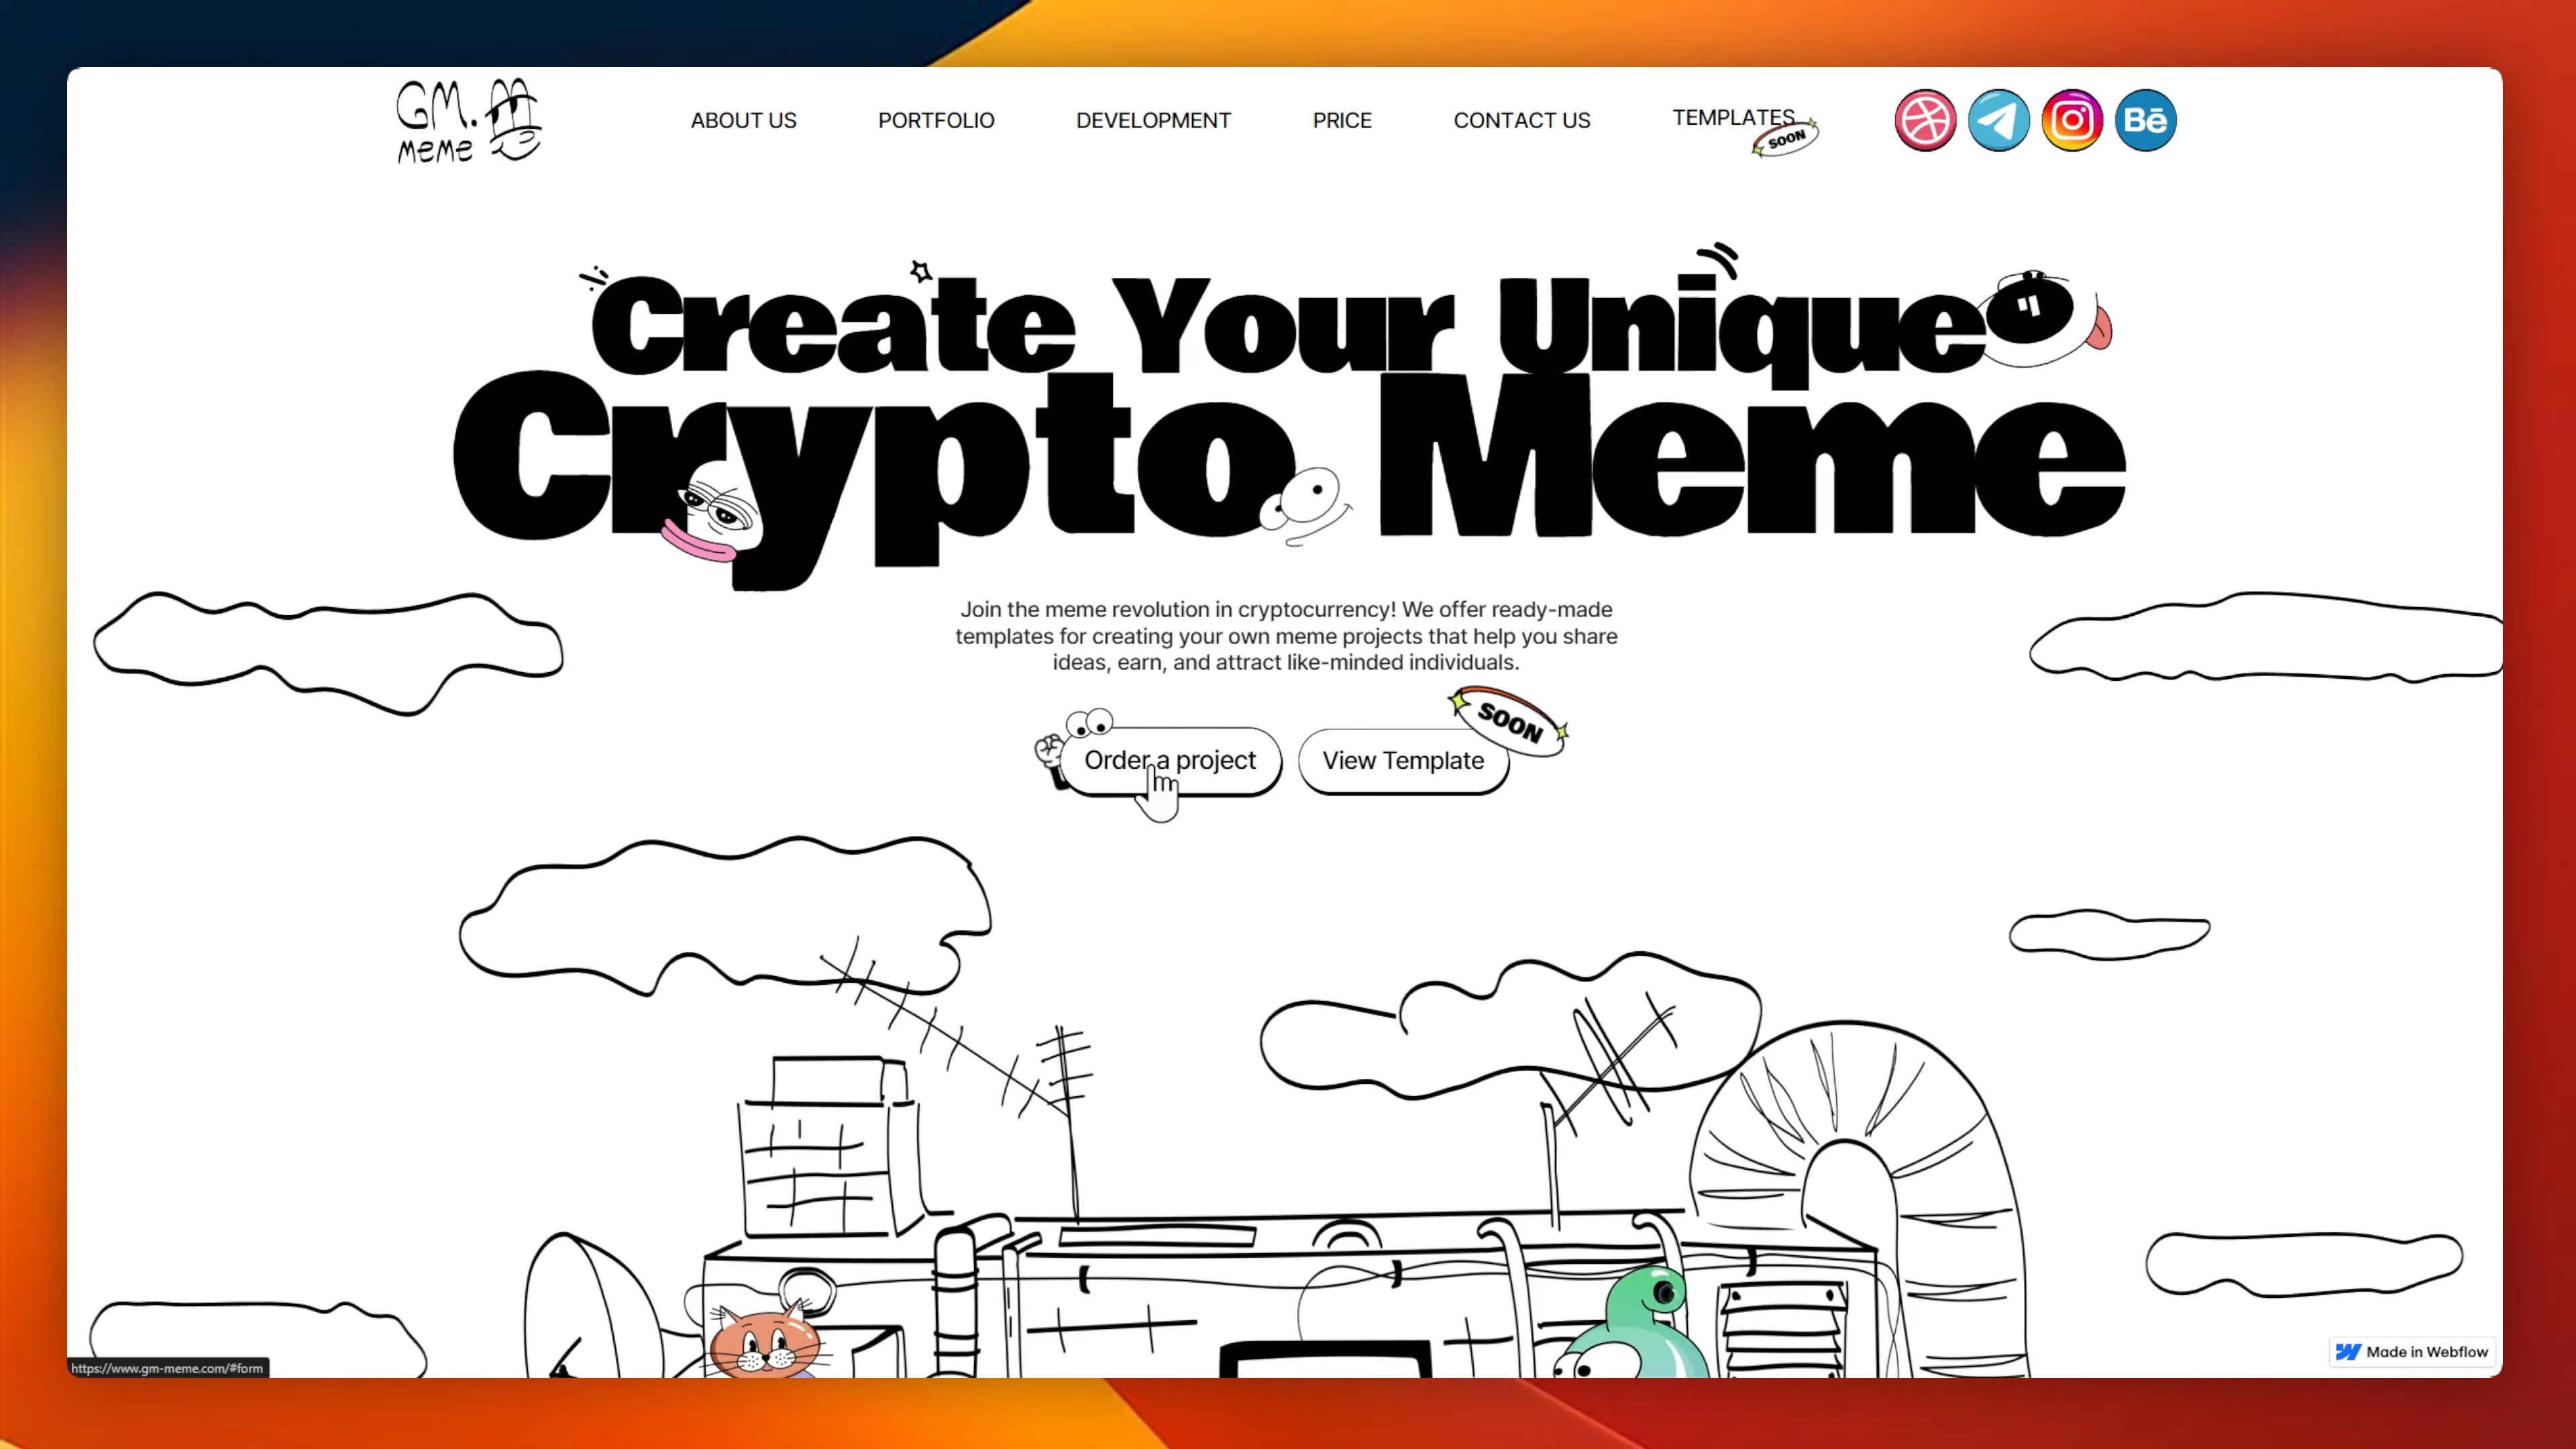 GM.
meme
ABOUT US
PORTFOLIO
DEVELOPMENT
PRICE
CONTACT US
TEMPLATES
SOON
Bē
Create Your Unique
Crypto Meme
Join the meme revolution in cryptocurrency! We offer ready-made
templates for creating your own meme projects that help you share
ideas, earn, and attract like-minded individuals.
SOON
Order a project
View Template
https://www.gm-meme.com/#form
Made in Webflow